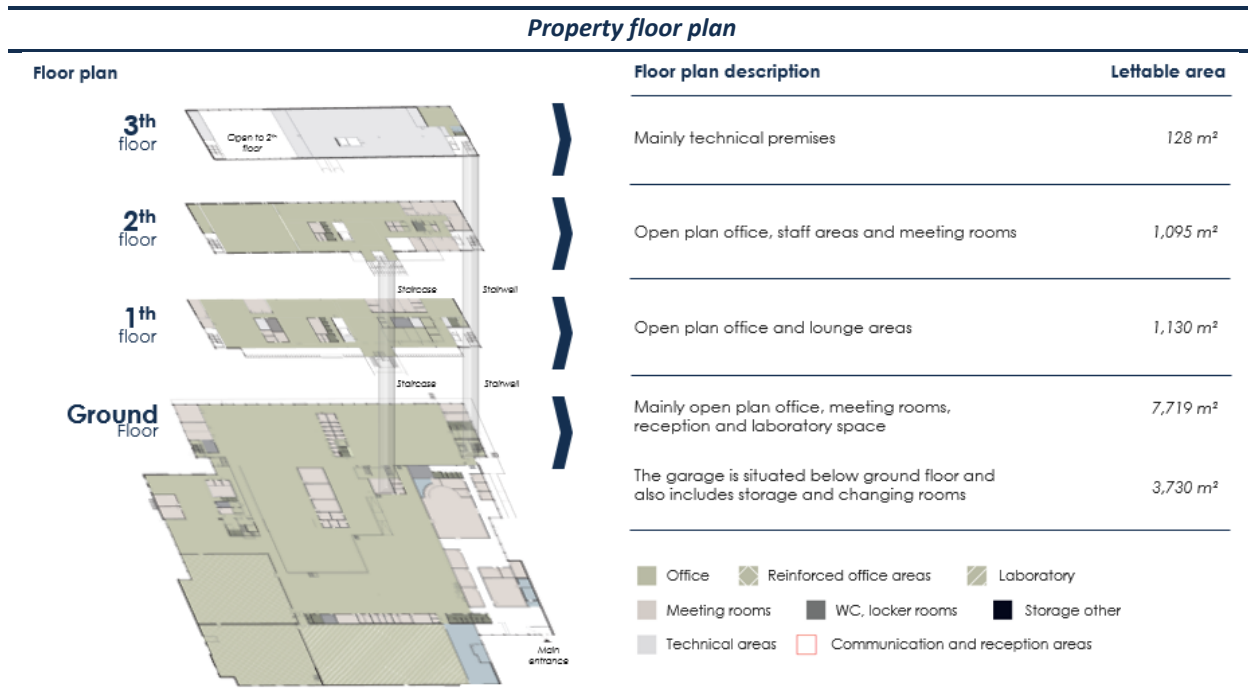 Property floor plan
Floor plan
Floor plan description
Lettable area
3th
floor
Open to 2th
floor
Mainly technical premises
128 m²
2th
floor
Open plan office, staff areas and meeting rooms
1,095 m²
Staircase
Stairwell
1th
floor
Open plan office and lounge areas
1,130 m²
Staircase
Stairwell
Ground
Floor
Mainly open plan office, meeting rooms,
reception and laboratory space
7,719 m²
The garage is situated below ground floor and
also includes storage and changing rooms
3,730 m²
Main
entrance
Office
Reinforced office areas
Laboratory
Meeting rooms
WC, locker rooms
Storage other
Technical areas
Communication and reception areas